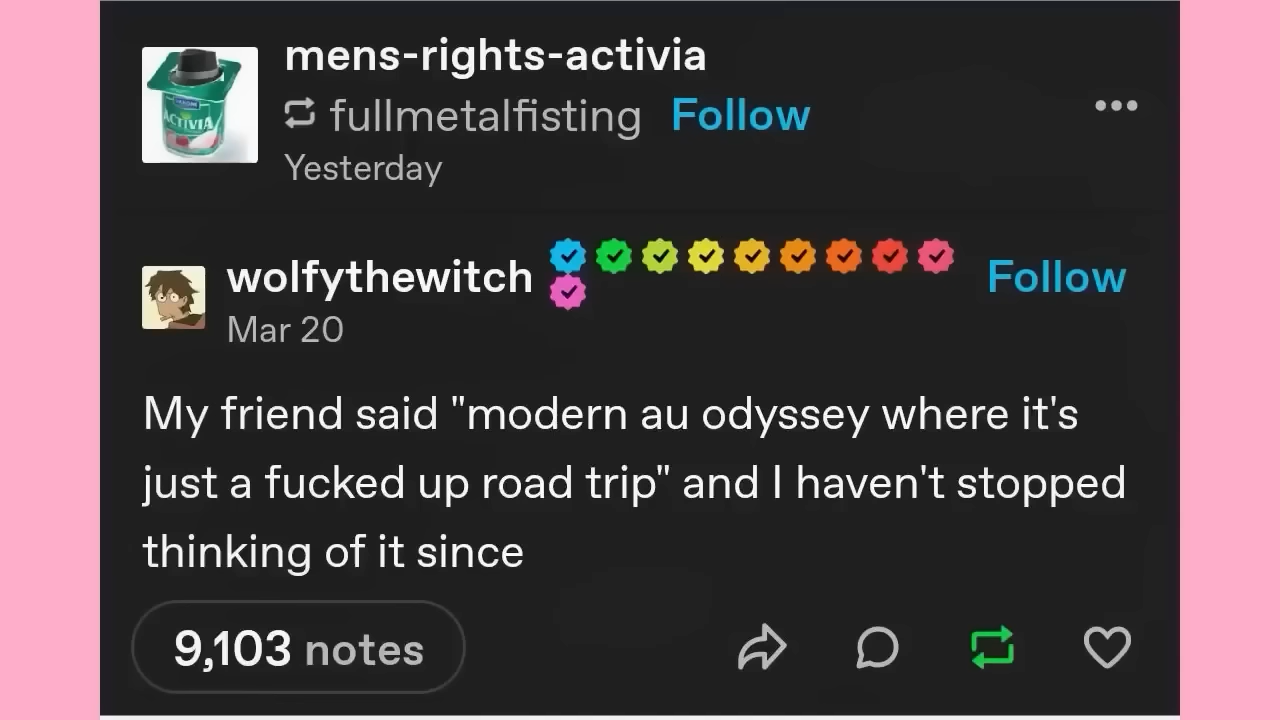 mens-rights-activia
fullmetalfisting Follow
Yesterday
ACTIVIA
wolfythewitch Follow
Mar 20
My friend said "modern au odyssey where it's
just a fucked up road trip" and I haven't stopped
thinking of it since
9,103 notes